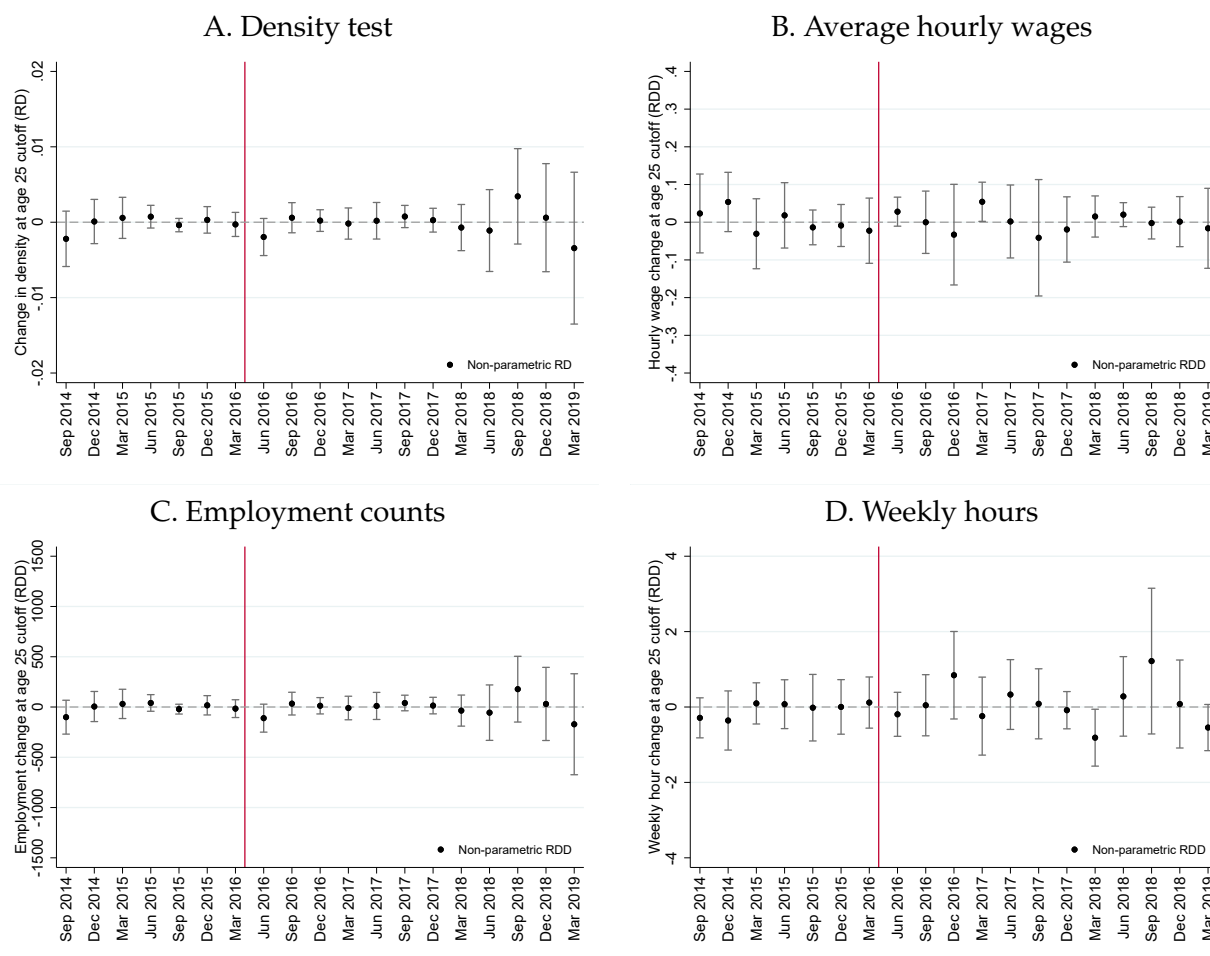 A. Density test
Change in density at age 25 cutoff (RD)
.02
.01
0
-.01
-.02
Non-parametric RD
Sep 2014
Dec 2014
Mar 2015
Jun 2015
Sep 2015
Dec 2015
Mar 2016
Jun 2016
Sep 2016
Dec 2016
Mar 2017
Jun 2017
Sep 2017
Dec 2017
Mar 2018
Jun 2018
Sep 2018
Dec 2018
Mar 2019
B. Average hourly wages
Hourly wage change at age 25 cutoff (RDD)
.4
.3
.2
.1
0
-.1
-.2
-.3
-.4
Non-parametric RDD
Sep 2014
Dec 2014
Mar 2015
Jun 2015
Sep 2015
Dec 2015
Mar 2016
Jun 2016
Sep 2016
Dec 2016
Mar 2017
Jun 2017
Sep 2017
Dec 2017
Mar 2018
Jun 2018
Sep 2018
Dec 2018
Mar 2019
C. Employment counts
Employment change at age 25 cutoff (RDD)
1500
1000
500
0
-500
-1000
-1500
Non-parametric RDD
Sep 2014
Dec 2014
Mar 2015
Jun 2015
Sep 2015
Dec 2015
Mar 2016
Jun 2016
Sep 2016
Dec 2016
Mar 2017
Jun 2017
Sep 2017
Dec 2017
Mar 2018
Jun 2018
Sep 2018
Dec 2018
Mar 2019
D. Weekly hours
Weekly hour change at age 25 cutoff (RDD)
4
2
0
-2
-4
Non-parametric RDD
Sep 2014
Dec 2014
Mar 2015
Jun 2015
Sep 2015
Dec 2015
Mar 2016
Jun 2016
Sep 2016
Dec 2016
Mar 2017
Jun 2017
Sep 2017
Dec 2017
Mar 2018
Jun 2018
Sep 2018
Dec 2018
Mar 2019